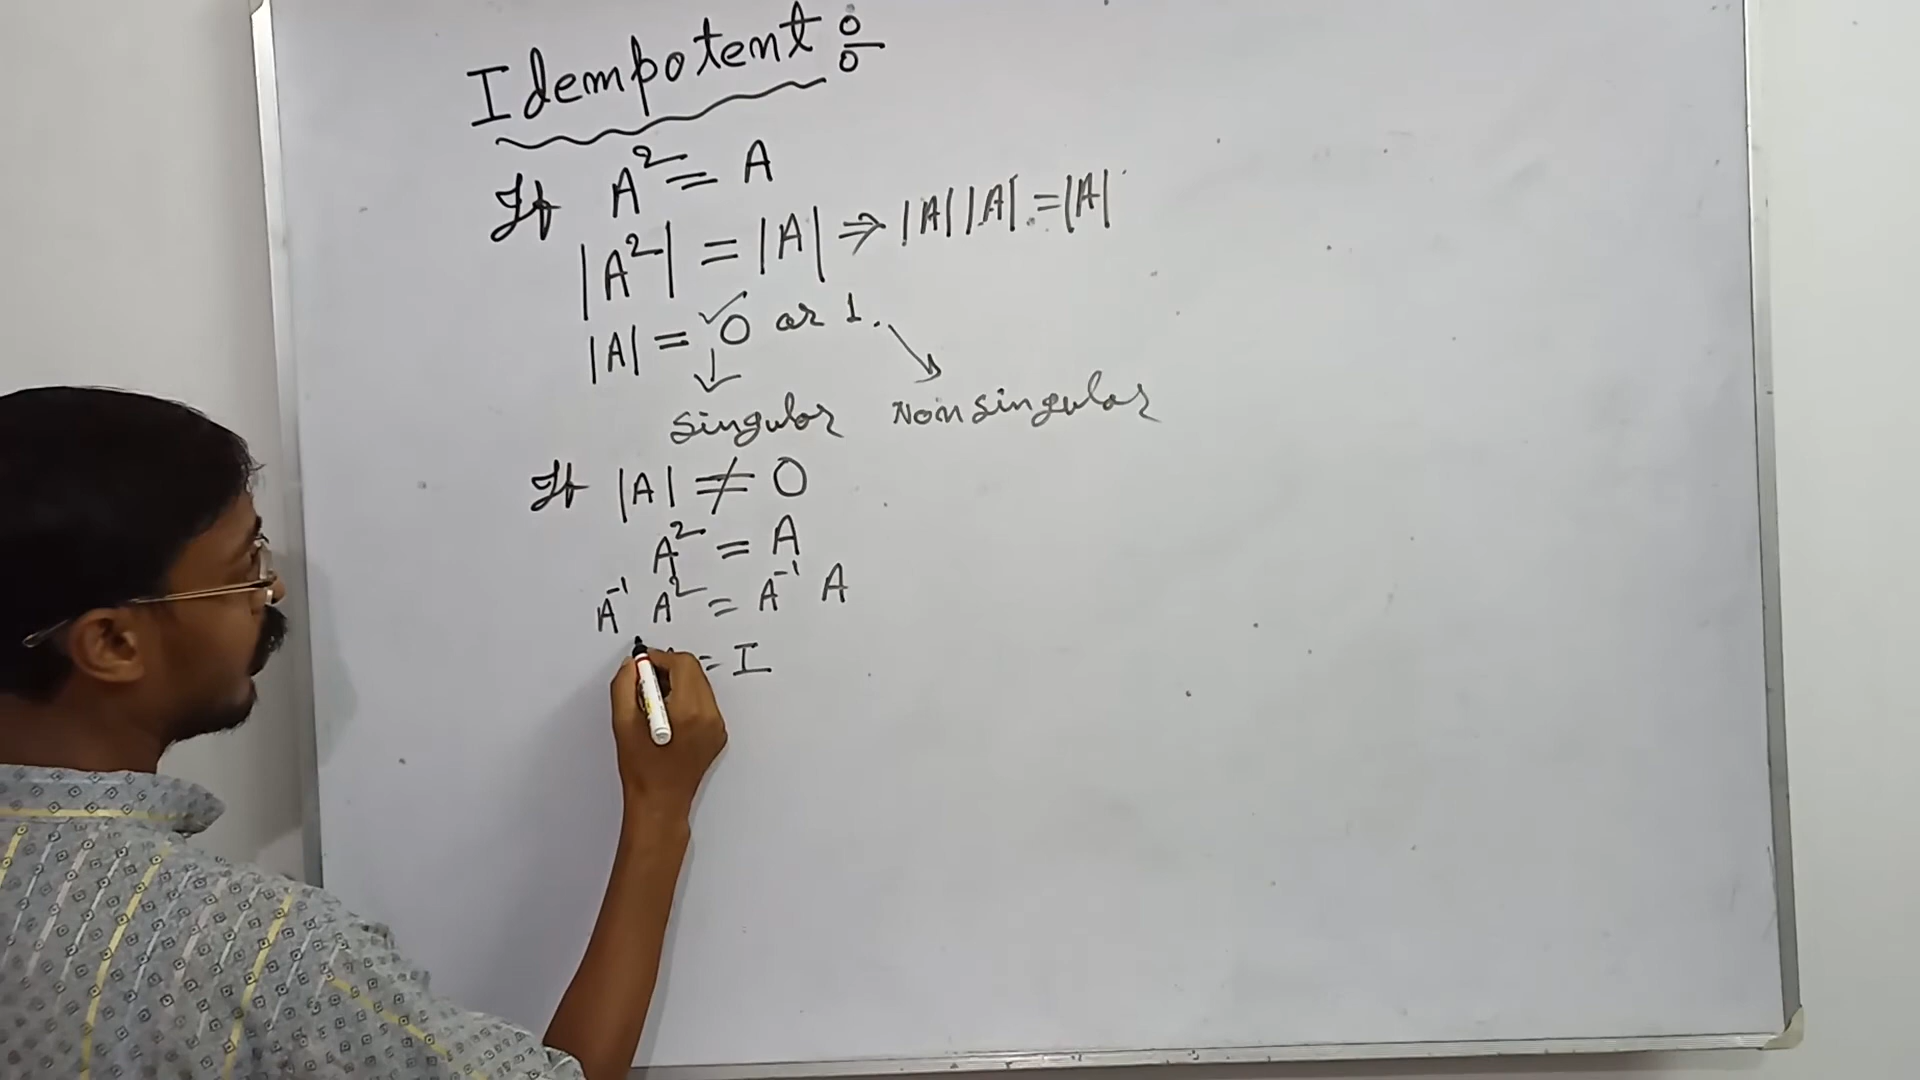 Idempotent :-
If A² = A
|A²| = |A| ⇒ |A||A| = |A|
|A| = 0 or 1.
Singular Non singular
If |A| ≠ 0
A² = A
A⁻¹ A² = A⁻¹ A
= I